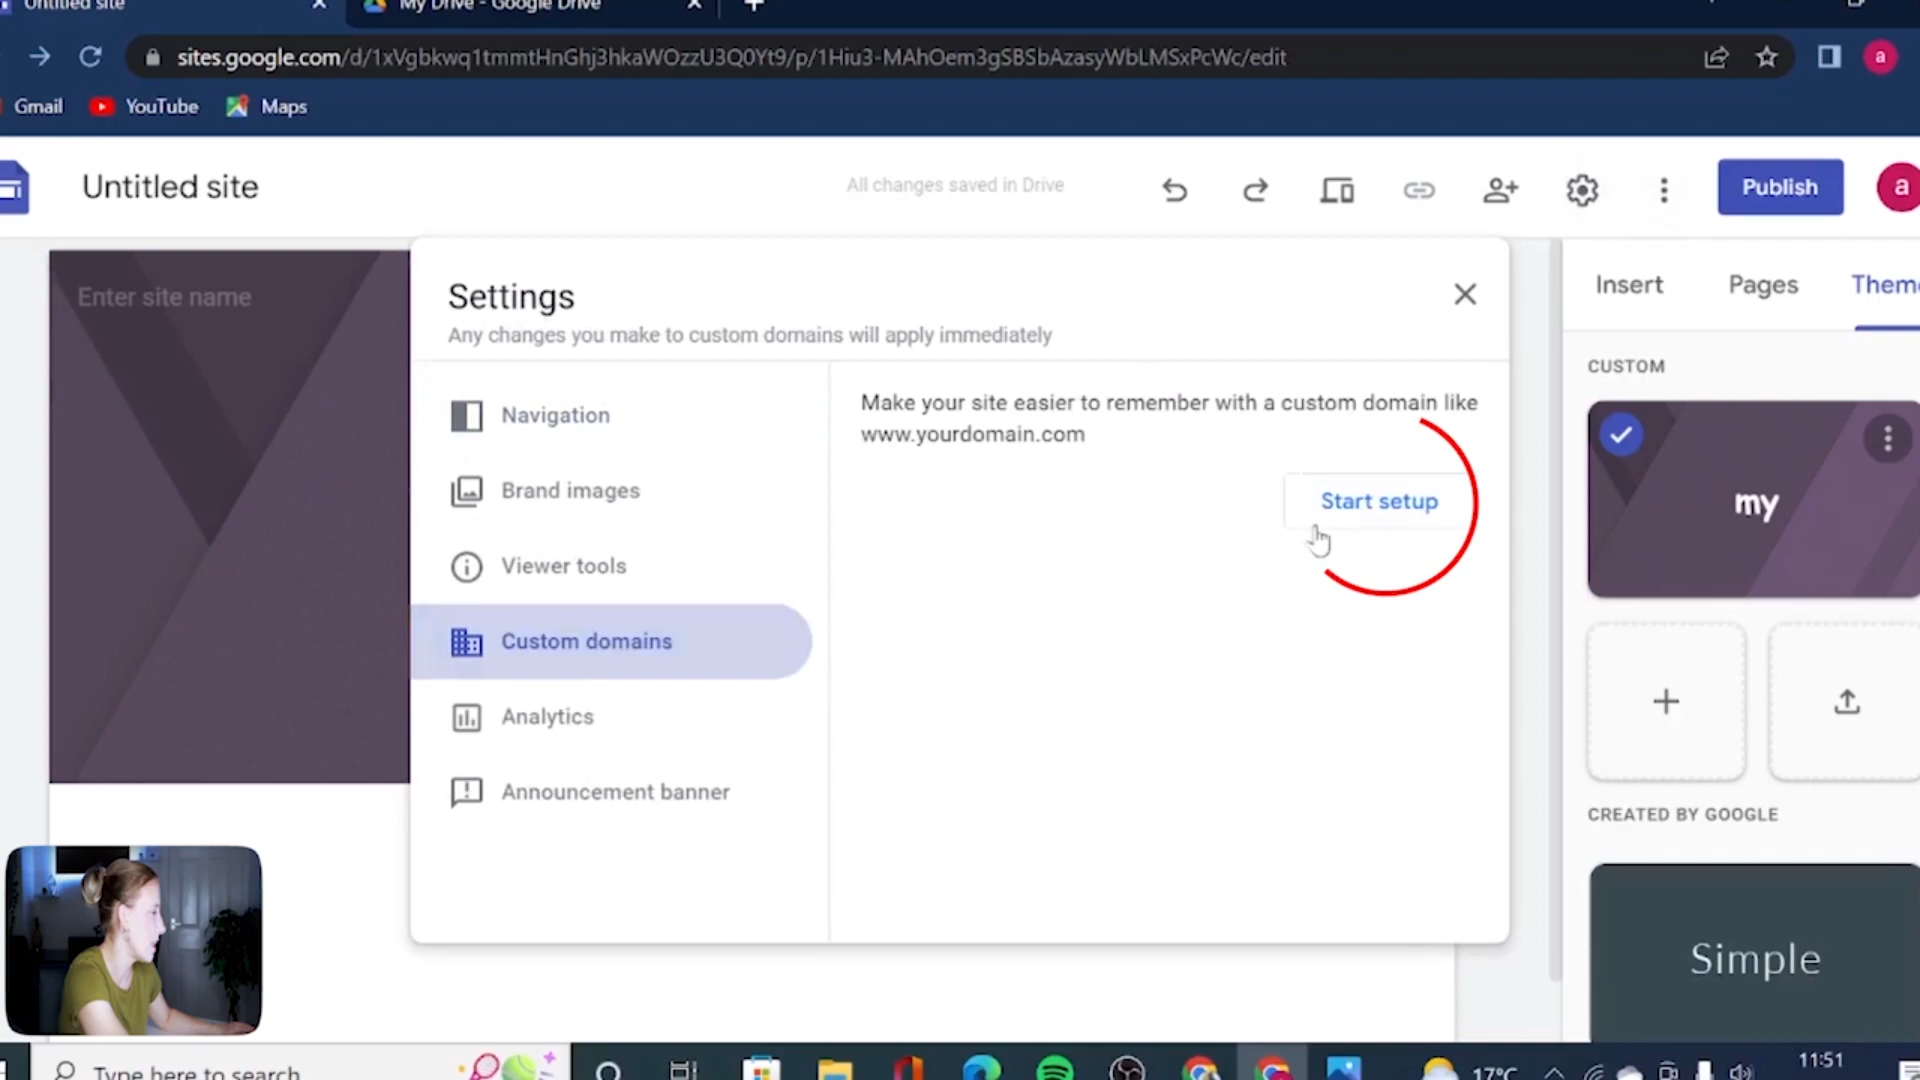 Untitled site
My Drive - Google Drive
sites.google.com/d/1xVgbkwq1tmmtHnGhj3hkaWOzzU3Q0Yt9/p/1Hiu3-MAhOem3gSBSbAzasyWbLMSxPcWc/edit
a
Gmail
YouTube
Maps
Untitled site
All changes saved in Drive
Publish
a
Enter site name
Settings
Any changes you make to custom domains will apply immediately
Navigation
Brand images
Viewer tools
Custom domains
Analytics
Announcement banner
Make your site easier to remember with a custom domain like
www.yourdomain.com
Start setup
Insert
Pages
Theme
CUSTOM
my
CREATED BY GOOGLE
Simple
Type here to search
17°C
11:51